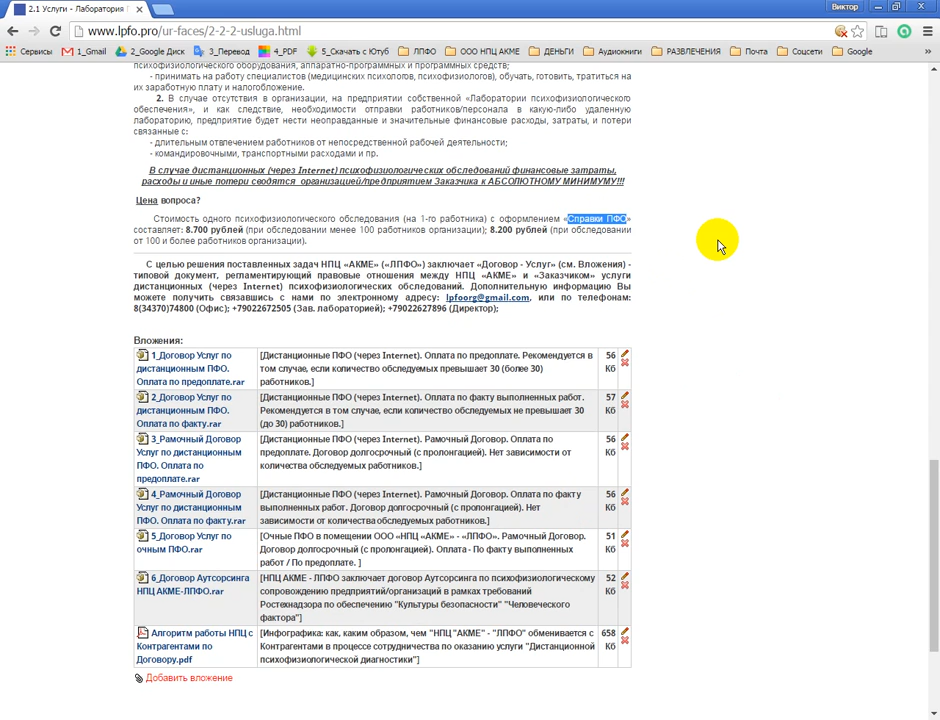 2.1 Услуги - Лаборатория П
Виктор
www.lpfo.pro/ur-faces/2-2-2-usluga.html
Сервисы 1_Gmail 2_Google Диск 3_Перевод 4_PDF 5_Скачать с Ютуб ЛПФО ООО НПЦ АКМЕ ДЕНЬГИ Аудиокниги РАЗВЛЕЧЕНИЯ Почта Соцсети Google »
психофизиологического оборудования, аппаратно-программных и программных средств;
- принимать на работу специалистов (медицинских психологов, психофизиологов), обучать, готовить, тратиться на
их заработную плату и налогообложение.
2. В случае отсутствия в организации, на предприятии собственной «Лаборатории психофизиологического
обеспечения», и как следствие, необходимости отправки работников/персонала в какую-либо удаленную
лабораторию, предприятие будет нести неоправданные и значительные финансовые расходы, затраты, и потери
связанные с:
- длительным отвлечением работников от непосредственной рабочей деятельности;
- командировочными, транспортными расходами и пр.
В случае дистанционных (через Internet) психофизиологических обследований финансовые затраты,
расходы и иные потери сводятся организацией/предприятием Заказчика к АБСОЛЮТНОМУ МИНИМУМУ!!!
Цена вопроса?
Стоимость одного психофизиологического обследования (на 1-го работника) с оформлением «Справки ПФО»
составляет: 8.700 рублей (при обследовании менее 100 работников организации); 8.200 рублей (при обследовании
от 100 и более работников организации).
С целью решения поставленных задач НПЦ «АКМЕ» («ЛПФО») заключает «Договор - Услуг» (см. Вложения) -
типовой документ, регламентирующий правовые отношения между НПЦ «АКМЕ» и «Заказчиком» услуги
дистанционных (через Internet) психофизиологических обследований. Дополнительную информацию Вы
можете получить связавшись с нами по электронному адресу: lpfoorg@gmail.com, или по телефонам:
8(34370)74800 (Офис); +79022672505 (Зав. лабораторией); +79022627896 (Директор);
Вложения:
1_Договор Услуг по [Дистанционные ПФО (через Internet). Оплата по предоплате. Рекомендуется в 56
дистанционным ПФО. том случае, если количество обследуемых превышает 30 (более 30) Кб
Оплата по предоплате.rar работников.]
2_Договор Услуг по [Дистанционные ПФО (через Internet). Оплата по факту выполненных работ. 57
дистанционным ПФО. Рекомендуется в том случае, если количество обследуемых не превышает 30 Кб
Оплата по факту.rar (до 30) работников.]
3_Рамочный Договор [Дистанционные ПФО (через Internet). Рамочный Договор. Оплата по 56
Услуг по дистанционным предоплате. Договор долгосрочный (с пролонгацией). Нет зависимости от Кб
ПФО. Оплата по количества обследуемых работников.]
предоплате.rar
4_Рамочный Договор [Дистанционные ПФО (через Internet). Рамочный Договор. Оплата по факту 56
Услуг по дистанционным выполненных работ. Договор долгосрочный (с пролонгацией). Нет Кб
ПФО. Оплата по факту.rar зависимости от количества обследуемых работников.]
5_Договор Услуг по [Очные ПФО в помещении ООО «НПЦ «АКМЕ» - «ЛПФО». Рамочный Договор. 51
очным ПФО.rar Договор долгосрочный (с пролонгацией). Оплата - По факту выполненных Кб
работ / По предоплате. ]
6_Договор Аутсорсинга [НПЦ АКМЕ - ЛПФО заключает договор Аутсорсинга по психофизиологическому 52
НПЦ АКМЕ-ЛПФО.rar сопровождению предприятий/организаций в рамках требований Кб
Ростехнадзора по обеспечению "Культуры безопасности" "Человеческого
фактора"]
Алгоритм работы НПЦ с [Инфографика: как, каким образом, чем "НПЦ "АКМЕ" - "ЛПФО" обменивается с 658
Контрагентами по Контрагентами в процессе сотрудничества по оказанию услуги "Дистанционной Кб
Договору.pdf психофизиологической диагностики"]
Добавить вложение